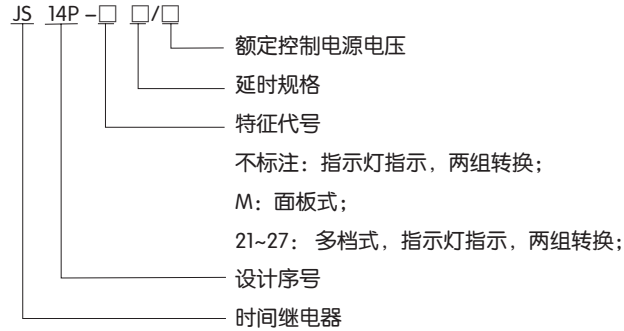 JS 14P-□ □/□
额定控制电源电压
延时规格
特征代号
不标注：指示灯指示，两组转换；
M：面板式；
21~27： 多档式，指示灯指示，两组转换；
设计序号
时间继电器